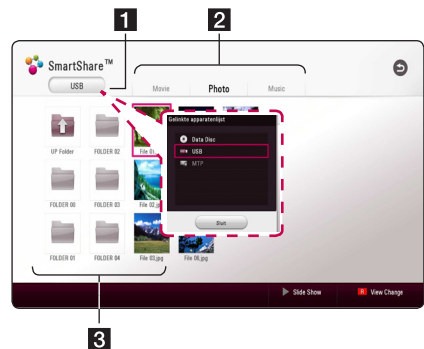 1
2
SmartShare™
USB
Movie
Photo
Music
Gelinkte apparatenlijst
Data Disc
USB
MTP
Sluit
UP Folder
FOLDER 02
File 01
FOLDER 00
FOLDER 03
File 02.jpg
FOLDER 01
FOLDER 04
File 03.jpg
File 08.jpg
Slide Show
R View Change
3